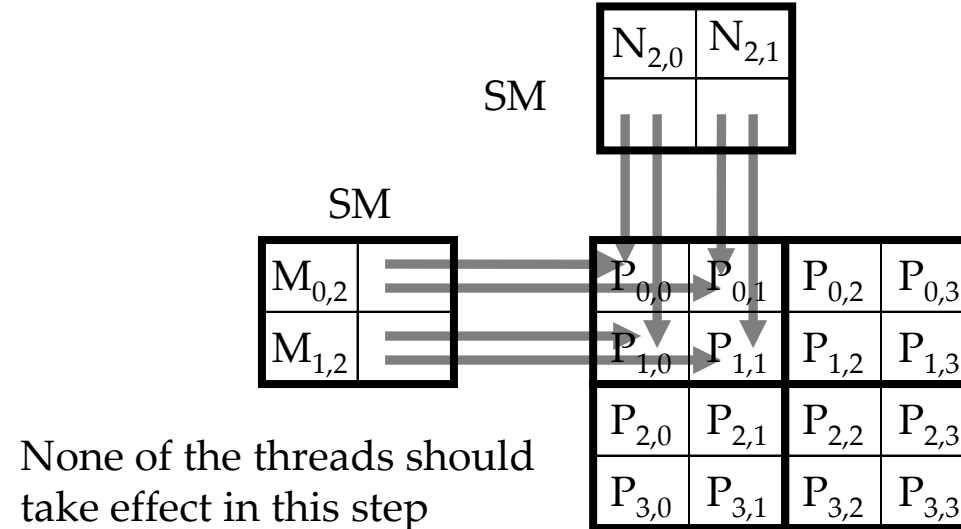 N2,0 N2,1
SM
SM
M0,2 P0,0 P0,1 P0,2 P0,3
M1,2 P1,0 P1,1 P1,2 P1,3
P2,0 P2,1 P2,2 P2,3
None of the threads should
take effect in this step
P3,0 P3,1 P3,2 P3,3